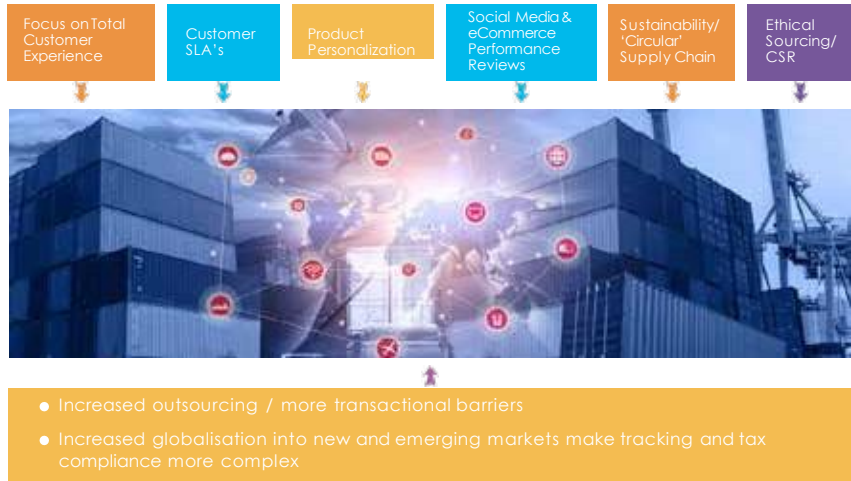 Focus on Total
Customer
Experience
Customer
SLA's
Product
Personalization
Social Media &
eCommerce
Performance
Reviews
Sustainability/
'Circular'
Supply Chain
Ethical
Sourcing/
CSR
● Increased outsourcing / more transactional barriers
● Increased globalisation into new and emerging markets make tracking and tax
compliance more complex